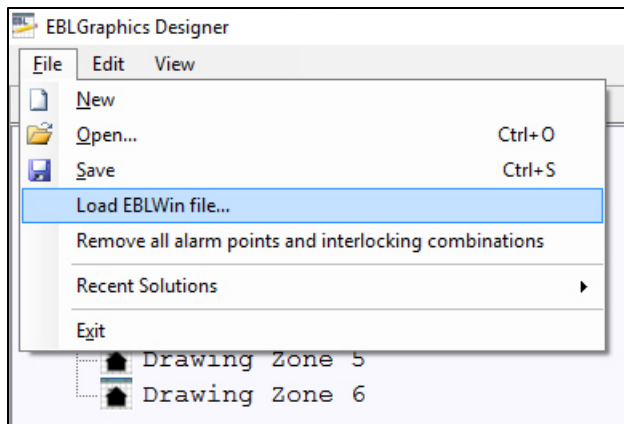 EBLGraphics Designer
File Edit View
New
Open... Ctrl+O
Save Ctrl+S
Load EBLWin file...
Remove all alarm points and interlocking combinations
Recent Solutions
Exit
Drawing Zone 5
Drawing Zone 6